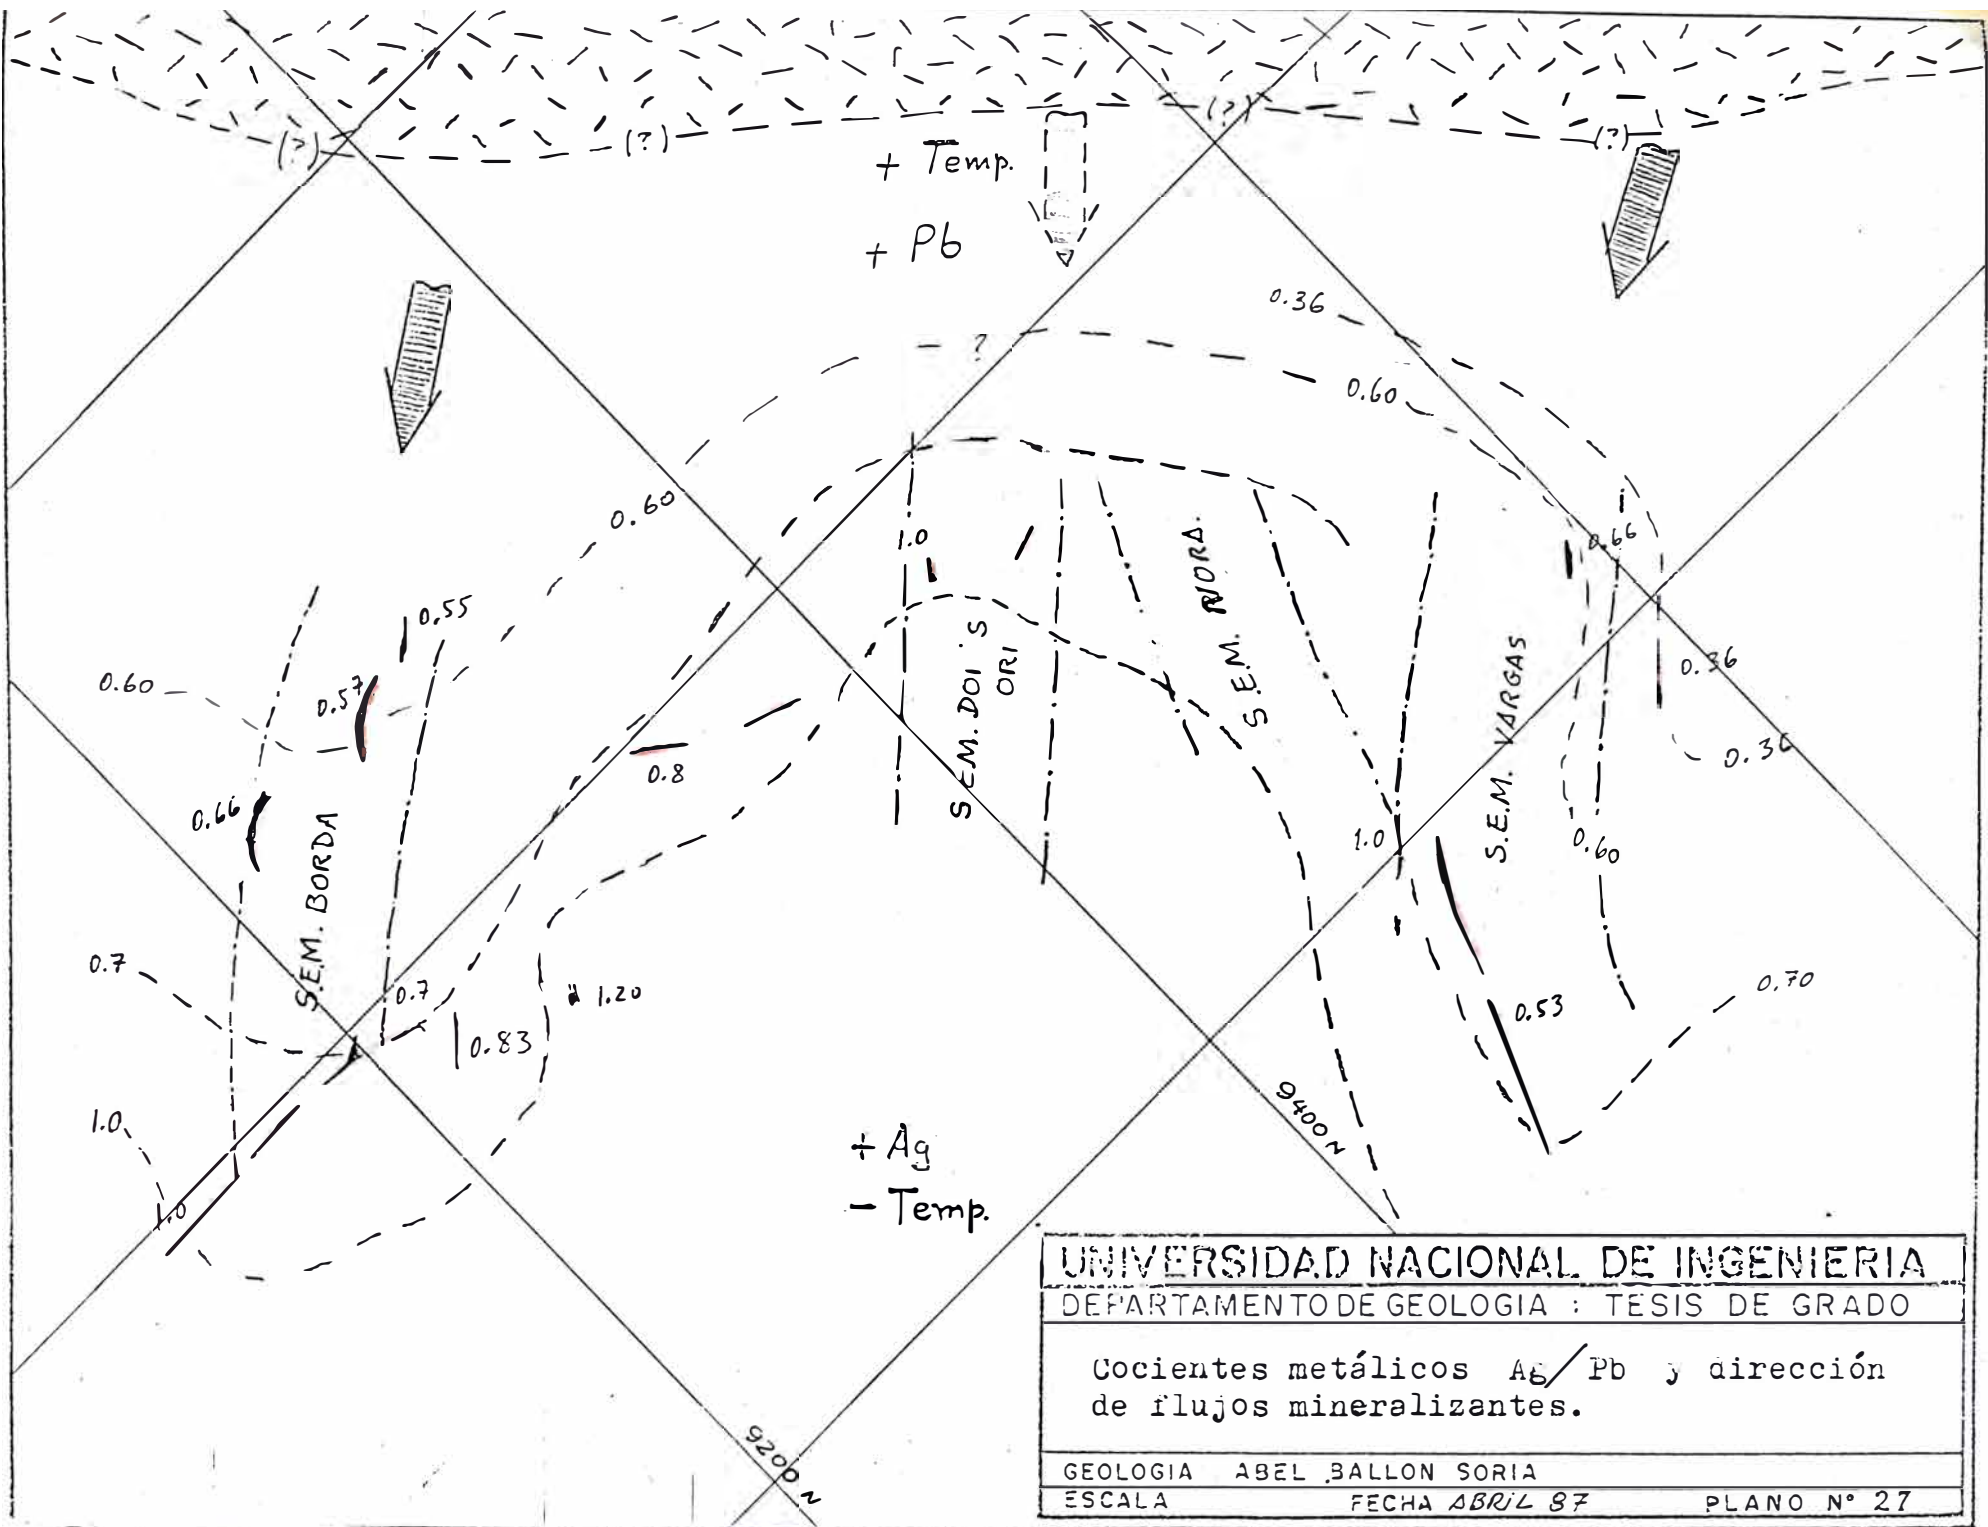 (?)
(?)
(?)
(?)
+ Temp.
+ Pb
0.36
?
0.60
0.60
1.0
0.66
0.55
0.60
0.57
0.36
0.36
0.8
0.66
1.0
0.60
S.E.M. BORDA
SEM. DOI 'S
ORI
S.E.M.
S.E.M. VARGAS
0.7
0.7
1.20
0.83
0.53
0.70
1.0
1.0
+ Ag
- Temp.
9400 N
9200 N
UNIVERSIDAD NACIONAL DE INGENIERIA
DEPARTAMENTO DE GEOLOGIA : TESIS DE GRADO
Cocientes metálicos Ag/Pb y dirección
de flujos mineralizantes.
GEOLOGIA ABEL BALLON SORIA
ESCALA FECHA ABRIL 87 PLANO N° 27